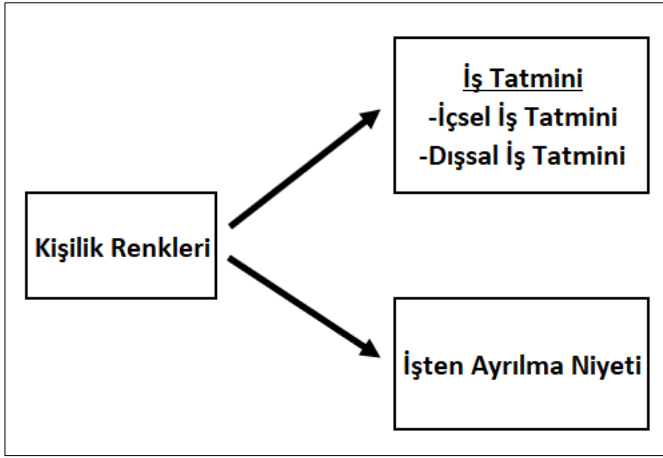 İş Tatmini
-İçsel İş Tatmini
-Dışsal İş Tatmini
Kişilik Renkleri
İşten Ayrılma Niyeti